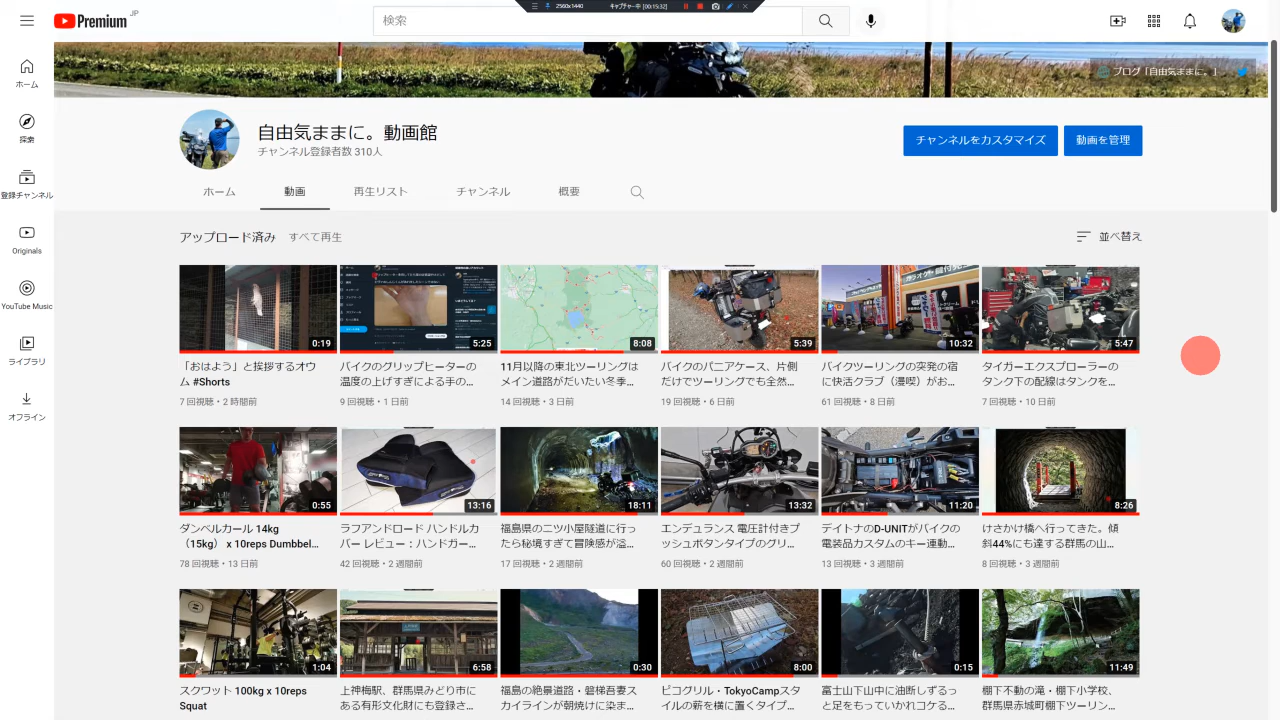 2560x1440 キャプチャー中 [00:15:32]
Premium JP
検索
ホーム
探索
登録チャンネル
Originals
YouTube Music
ライブラリ
オフライン
ブログ「自由気ままに。」
自由気ままに。動画館
チャンネル登録者数 310人
チャンネルをカスタマイズ
動画を管理
ホーム 動画 再生リスト チャンネル 概要
アップロード済み すべて再生
並べ替え
0:19
「おはよう」と挨拶するオウ
ム #Shorts
7 回視聴・2 時間前
5:25
バイクのグリップヒーターの
温度の上げすぎによる手の...
9 回視聴・1 日前
8:08
11月以降の東北ツーリングは
メイン道路がだいたい冬季...
14 回視聴・3 日前
5:39
バイクのパニアケース、片側
だけでツーリングでも全然...
19 回視聴・6 日前
10:32
バイクツーリングの突発の宿
に快活クラブ（漫喫）がお...
61 回視聴・8 日前
5:47
タイガーエクスプローラーの
タンク下の配線はタンクを...
7 回視聴・10 日前
0:55
ダンベルカール 14kg
（15kg） x 10reps Dumbbel...
78 回視聴・13 日前
13:16
ラフアンドロード ハンドルカ
バー レビュー：ハンドガー...
42 回視聴・2 週間前
18:11
福島県の二ツ小屋隧道に行っ
たら秘境すぎて冒険感が溢...
17 回視聴・2 週間前
13:32
エンデュランス 電圧計付きプ
ッシュボタンタイプのグリ...
60 回視聴・2 週間前
11:20
デイトナのD-UNITがバイクの
電装品カスタムのキー連動...
13 回視聴・3 週間前
8:26
けさかけ橋へ行ってきた。傾
斜44%にも達する群馬の山...
8 回視聴・3 週間前
1:04
スクワット 100kg x 10reps
Squat
6:58
上神梅駅、群馬県みどり市に
ある有形文化財にも登録さ...
0:30
福島の絶景道路・磐梯吾妻ス
カイラインが朝焼けに染ま...
8:00
ピコグリル・TokyoCampスタ
イルの薪を横に置くタイプ...
0:15
富士山下山中に油断しずるっ
と足をもっていかれコケる...
11:49
棚下不動の滝・棚下小学校、
群馬県赤城町棚下ツーリン...